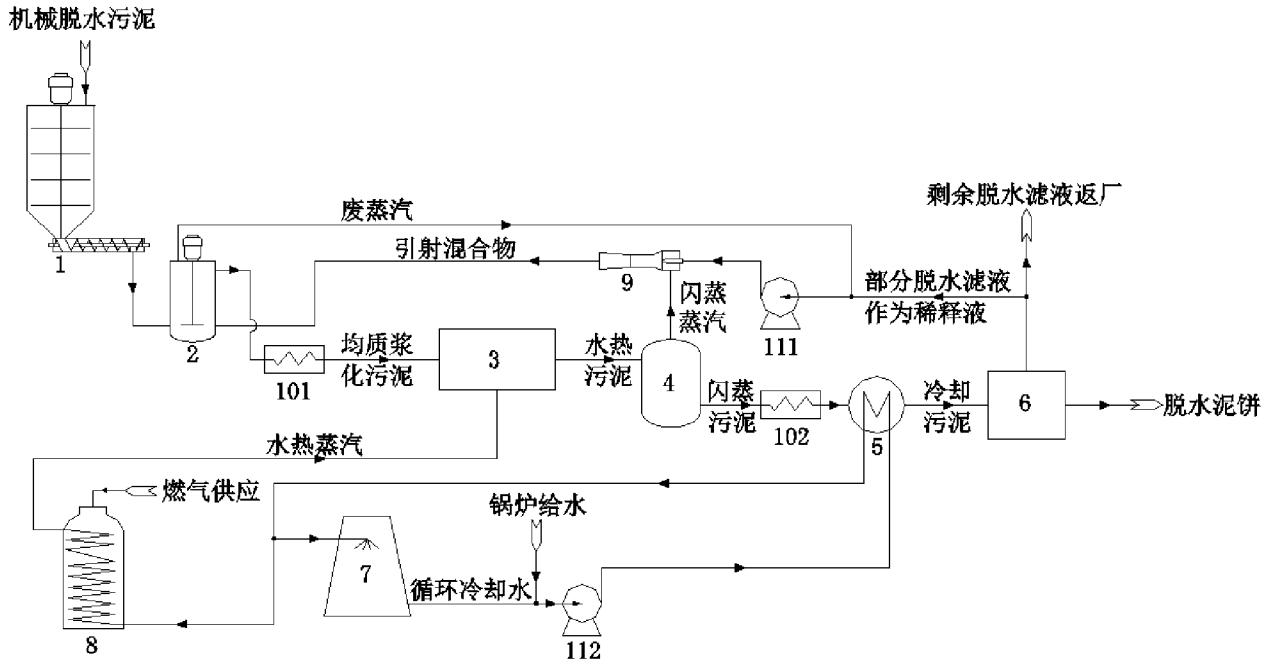 机械脱水污泥
1
废蒸汽
引射混合物
2
101
均质浆
化污泥
3
水热
污泥
闪蒸
蒸汽
9
4
闪蒸
污泥
102
5
冷却
污泥
6
111
部分脱水滤液
作为稀释液
剩余脱水滤液返厂
脱水泥饼
水热蒸汽
燃气供应
8
7
循环冷却水
锅炉给水
112